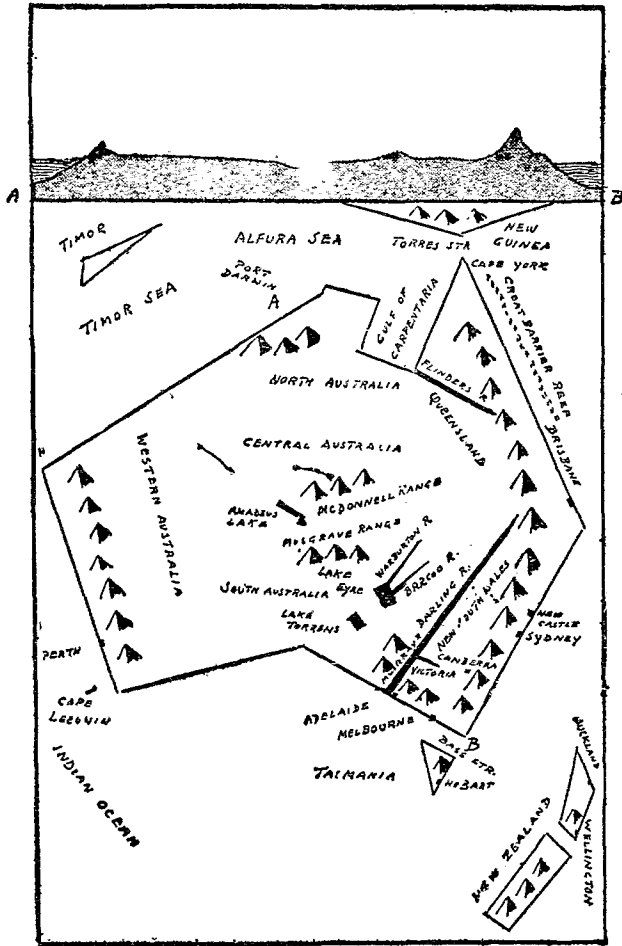 A
B
TIMOR
ALFURA SEA
TORRES STR
NEW
GUINEA
CAPE YORK
TIMOR SEA
PORT
DARWIN
A
GULF OF
CARPENTARIA
GREAT BARRIER REEF
NORTH AUSTRALIA
FLINDERS R
QUEENSLAND
BRISBANE
WESTERN AUSTRALIA
CENTRAL AUSTRALIA
MCDONNELL RANGE
AMADIUS
LAKE
MUSGRAVE RANGE
LAKE
EYRE
WARBURTON R
BARCOO R.
SOUTH AUSTRALIA
LAKE
TORRENS
MURRAY & DARLING R.
NEW SOUTH WALES
NEW
CASTLE
SYDNEY
CANBERRA
VICTORIA
PERTH
CAPE
LEEUWIN
ADELAIDE
MELBOURNE
B
BASS STR.
TASMANIA
HOBART
INDIAN OCEAN
AUCKLAND
NEW ZEALAND
WELLINGTON